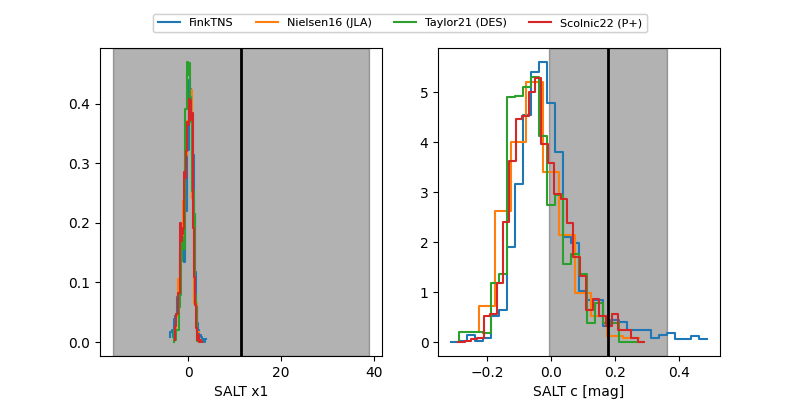 FinkTNS Nielsen16 (JLA) Taylor21 (DES) Scolnic22 (P+)
0.4
0.3
0.2
0.1
0.0
0 20 40
SALT x1
5
4
3
2
1
0
−0.2 0.0 0.2 0.4
SALT c [mag]